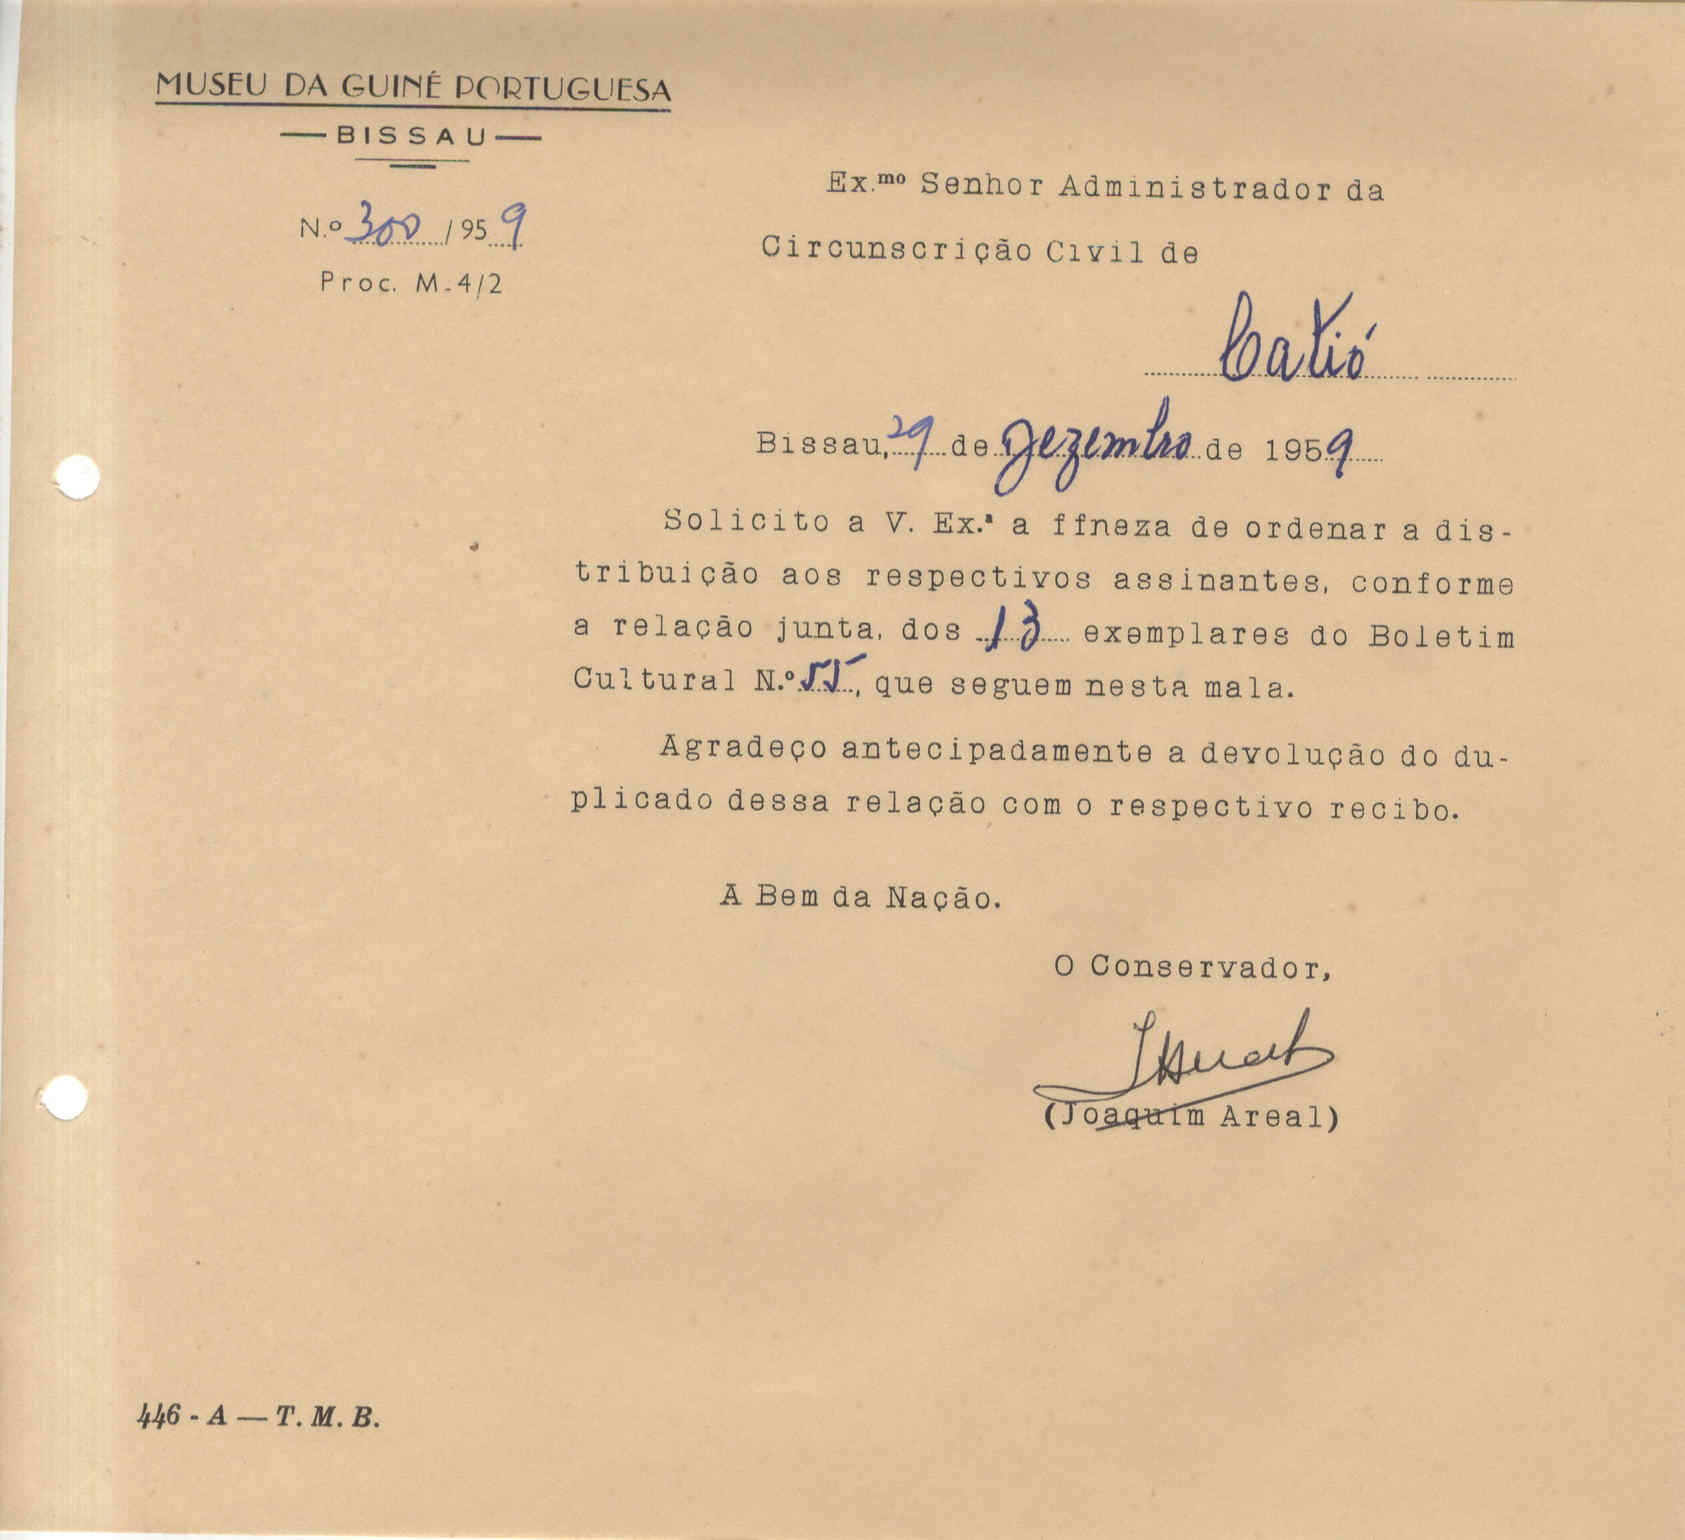 MUSEU DA GUINÉ PORTUGUESA
— BISSAU —
N.º 300 / 959
Proc. M-4/2
Ex.mo Senhor Administrador da
Circunscrição Civil de
Catió
Bissau, 29 de Dezembro de 1959
Solicito a V. Ex.ª a ffneza de ordenar a dis-
tribuição aos respectivos assinantes, conforme
a relação junta, dos 13 exemplares do Boletim
Cultural N.º 55, que seguem nesta mala.
Agradeço antecipadamente a devolução do du-
plicado dessa relação com o respectivo recibo.
A Bem da Nação.
O Conservador,
(Joaquim Areal)
446 - A — T. M. B.